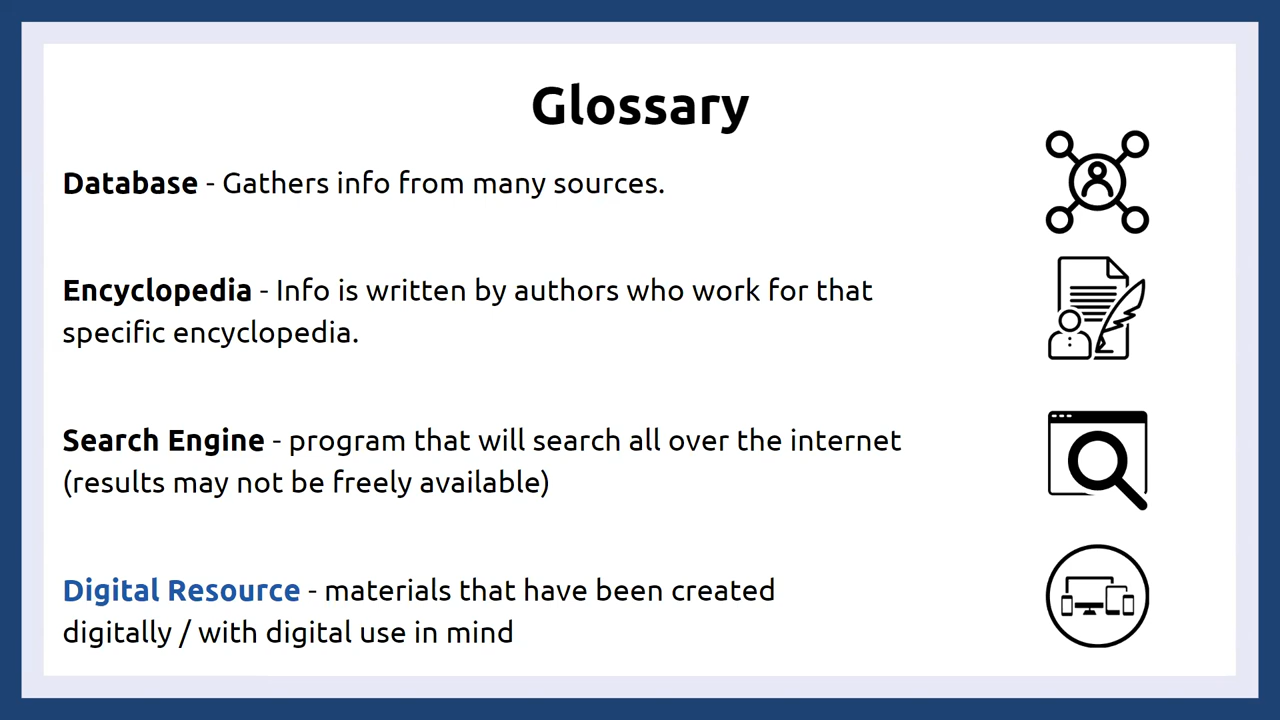 Glossary
Database - Gathers info from many sources.
Encyclopedia - Info is written by authors who work for that
specific encyclopedia.
Search Engine - program that will search all over the internet
(results may not be freely available)
Digital Resource - materials that have been created
digitally / with digital use in mind